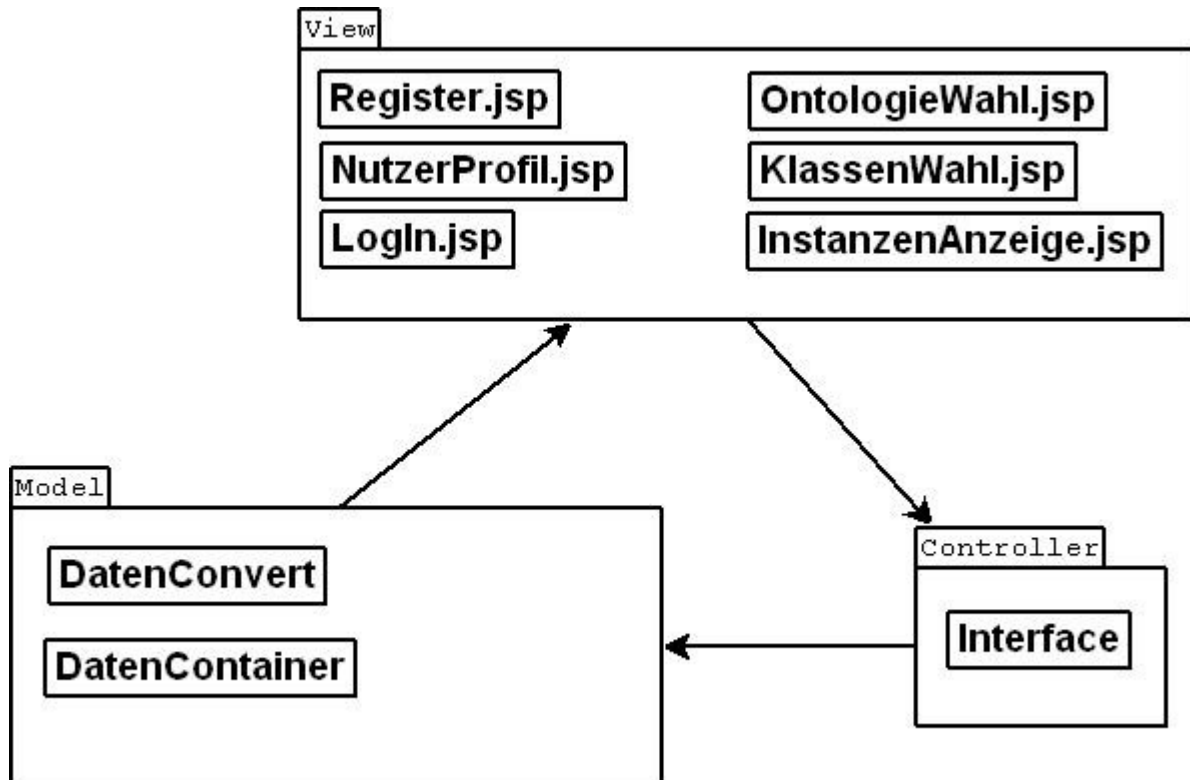 View
Register.jsp
NutzerProfil.jsp
LogIn.jsp
OntologieWahl.jsp
KlassenWahl.jsp
InstanzenAnzeige.jsp
Model
DatenConvert
DatenContainer
Controller
Interface